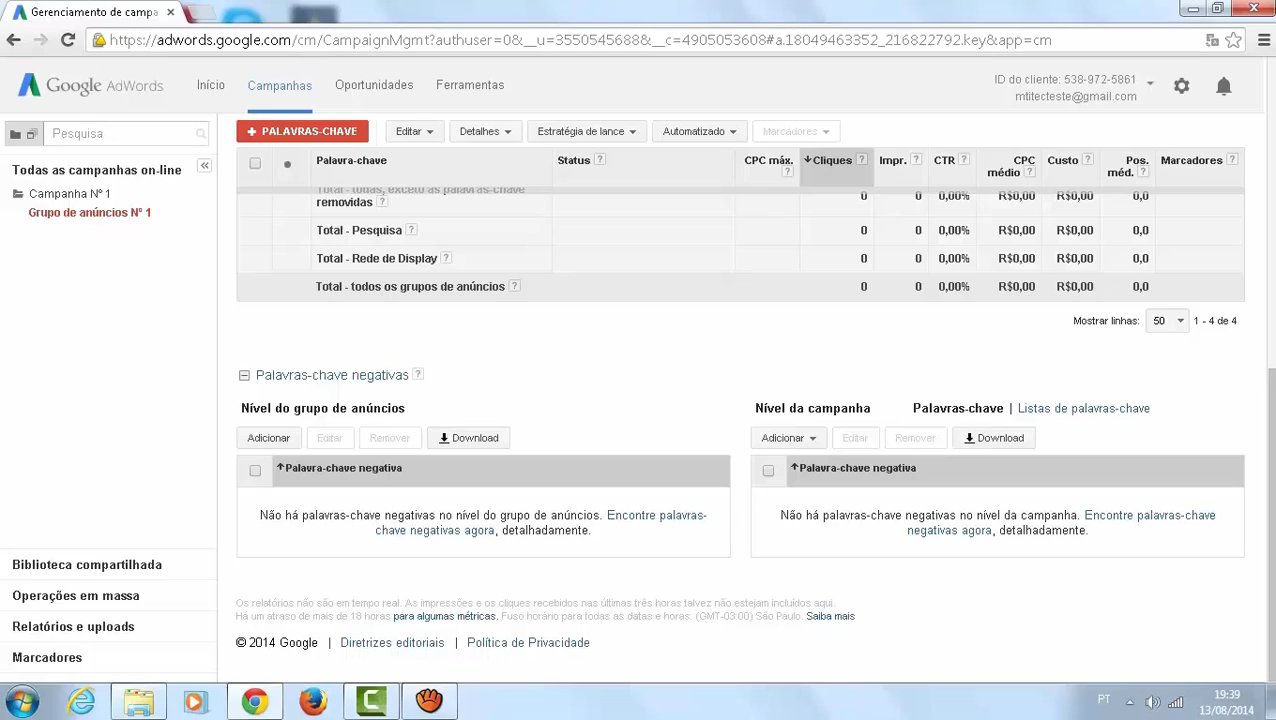 Gerenciamento de campa
https://adwords.google.com/cm/CampaignMgmt?authuser=0&__u=3550545688&__c=4905053608#a.18049463352_216822792.key&app=cm
Google AdWords
Início
Campanhas
Oportunidades
Ferramentas
ID do cliente: 538-972-5861
mtitecteste@gmail.com
Pesquisa
+ PALAVRAS-CHAVE
Editar
Detalhes
Estratégia de lance
Automatizado
Marcadores
Todas as campanhas on-line
Campanha Nº 1
Grupo de anúncios Nº 1
Palavra-chave
Status ?
CPC máx. ?
Cliques ?
Impr. ?
CTR ?
CPC médio ?
Custo ?
Pos. méd. ?
Marcadores ?
Total - todas, exceto as palavras-chave
removidas ? 0 0 0,00% R$0,00 R$0,00 0,0
Total - Pesquisa ? 0 0 0,00% R$0,00 R$0,00 0,0
Total - Rede de Display ? 0 0 0,00% R$0,00 R$0,00 0,0
Total - todos os grupos de anúncios ? 0 0 0,00% R$0,00 R$0,00 0,0
Mostrar linhas: 50 1 - 4 de 4
Palavras-chave negativas ?
Nível do grupo de anúncios
Adicionar Editar Remover Download
Palavra-chave negativa
Não há palavras-chave negativas no nível do grupo de anúncios. Encontre palavras-
chave negativas agora, detalhadamente.
Nível da campanha Palavras-chave | Listas de palavras-chave
Adicionar Editar Remover Download
Palavra-chave negativa
Não há palavras-chave negativas no nível da campanha. Encontre palavras-chave
negativas agora, detalhadamente.
Biblioteca compartilhada
Operações em massa
Relatórios e uploads
Marcadores
Os relatórios não são em tempo real. As impressões e os cliques recebidos nas últimas três horas talvez não estejam incluídos aqui.
Há um atraso de mais de 18 horas para algumas métricas. Fuso horário para todas as datas e horas: (GMT-03:00) São Paulo. Saiba mais
© 2014 Google | Diretrizes editoriais | Política de Privacidade
PT
19:39
13/08/2014